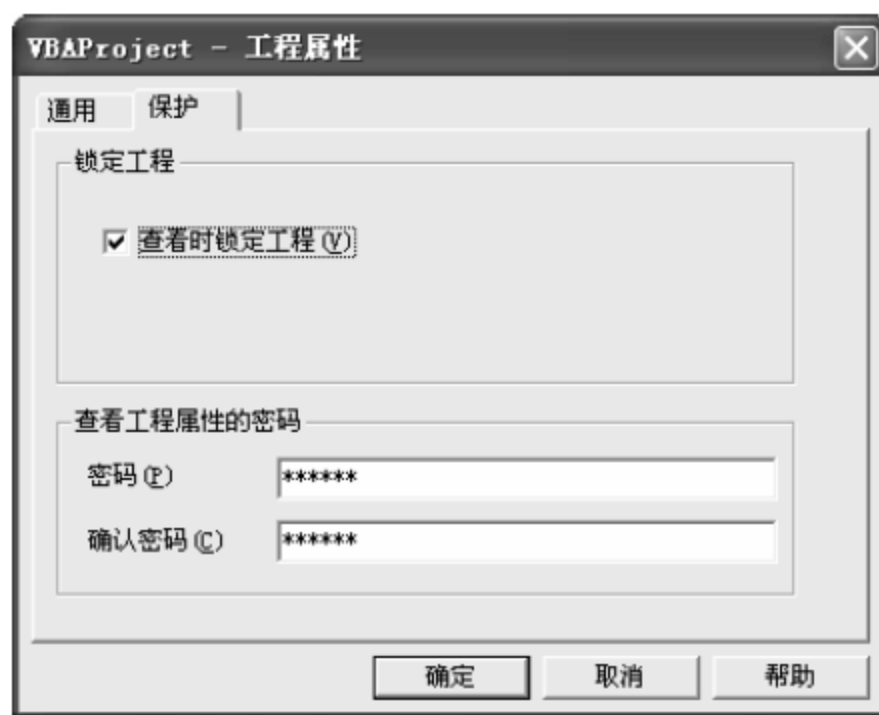 VBAProject - 工程属性
通用 保护
锁定工程
查看时锁定工程(V)
查看工程属性的密码
密码(P) ******
确认密码(C) ******
确定 取消 帮助